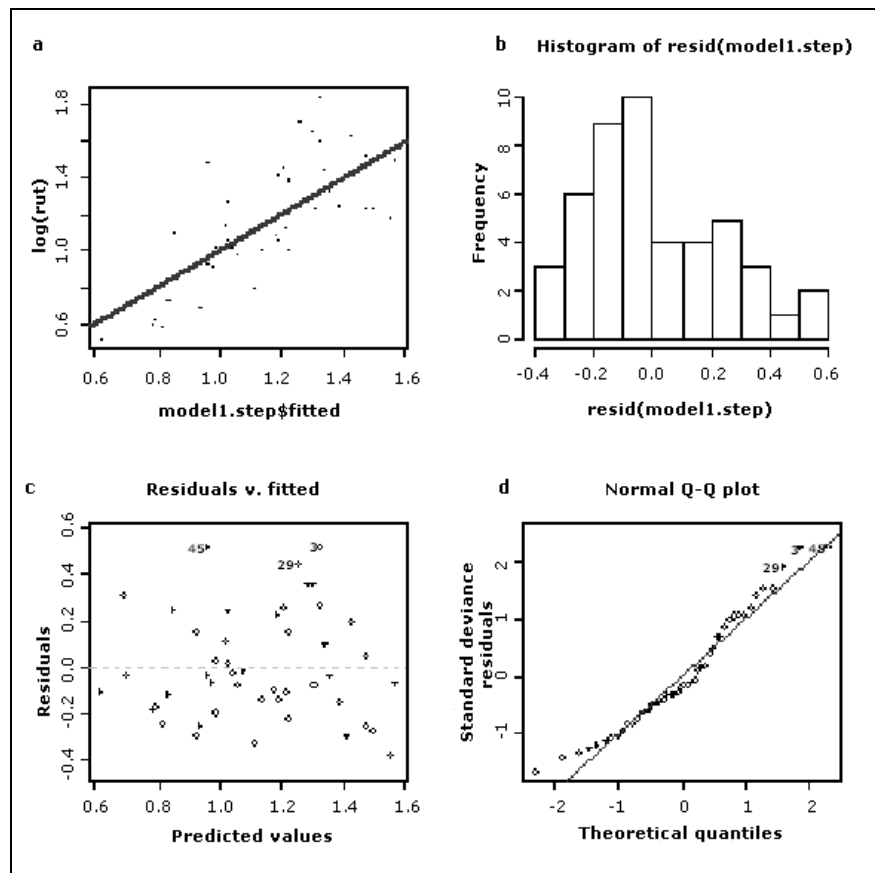 a
log(rut)
1.8
1.4
1.0
0.6
0.6 0.8 1.0 1.2 1.4 1.6
model1.step$fitted
b Histogram of resid(model1.step)
Frequency
10
8
6
4
2
0
-0.4 -0.2 0.0 0.2 0.4 0.6
resid(model1.step)
c Residuals v. fitted
Residuals
0.6
0.4
0.2
0.0
-0.2
-0.4
45
3
29
0.6 0.8 1.0 1.2 1.4 1.6
Predicted values
d Normal Q-Q plot
Standard deviance
residuals
2
1
0
-1
3
45
29
-2 -1 0 1 2
Theoretical quantiles